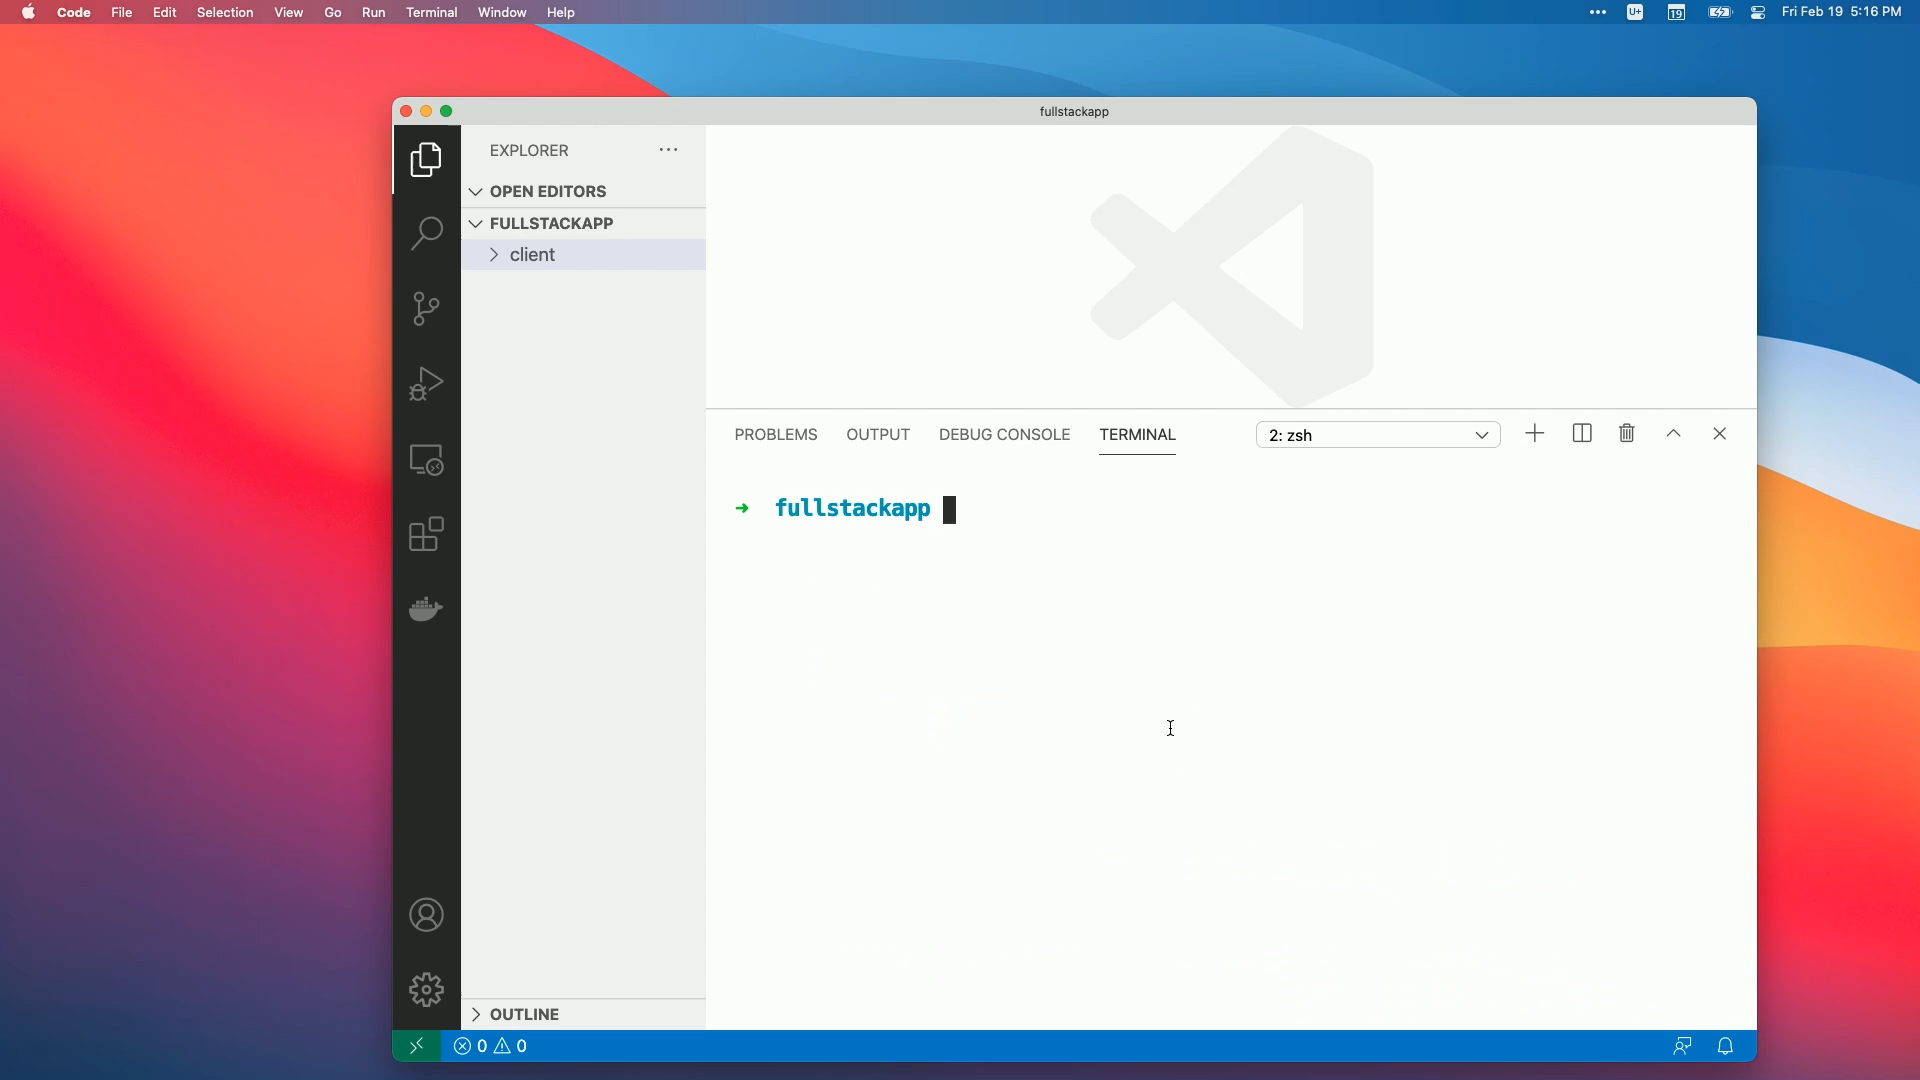 Code File Edit Selection View Go Run Terminal Window Help
U+ 19 Fri Feb 19 5:16 PM
fullstackapp
EXPLORER
OPEN EDITORS
FULLSTACKAPP
client
PROBLEMS OUTPUT DEBUG CONSOLE TERMINAL 2: zsh
➜ fullstackapp
OUTLINE
0 0